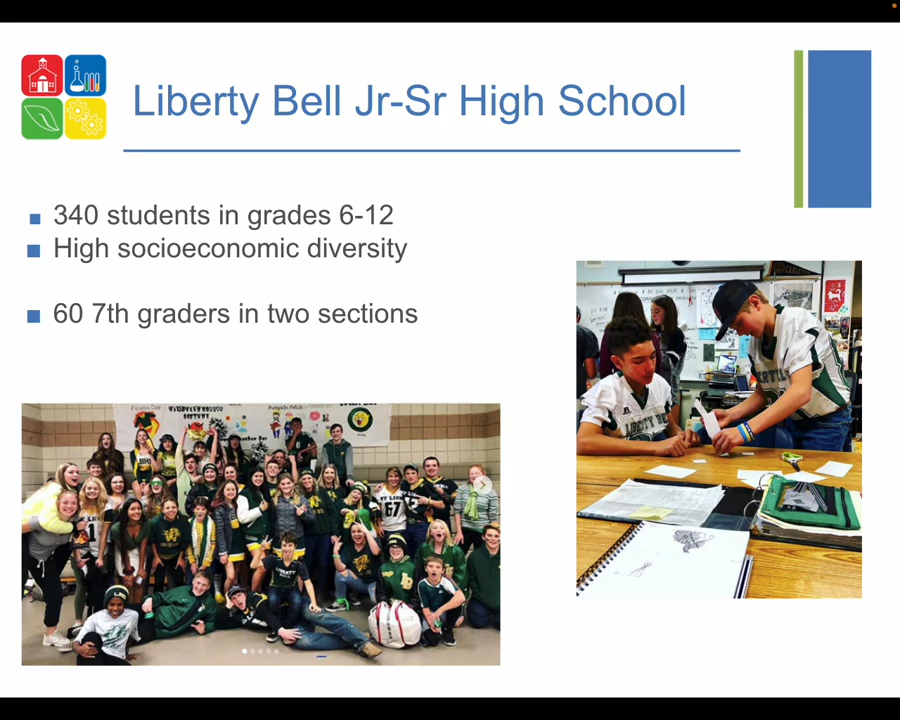 Liberty Bell Jr-Sr High School
340 students in grades 6-12
High socioeconomic diversity
60 7th graders in two sections
67